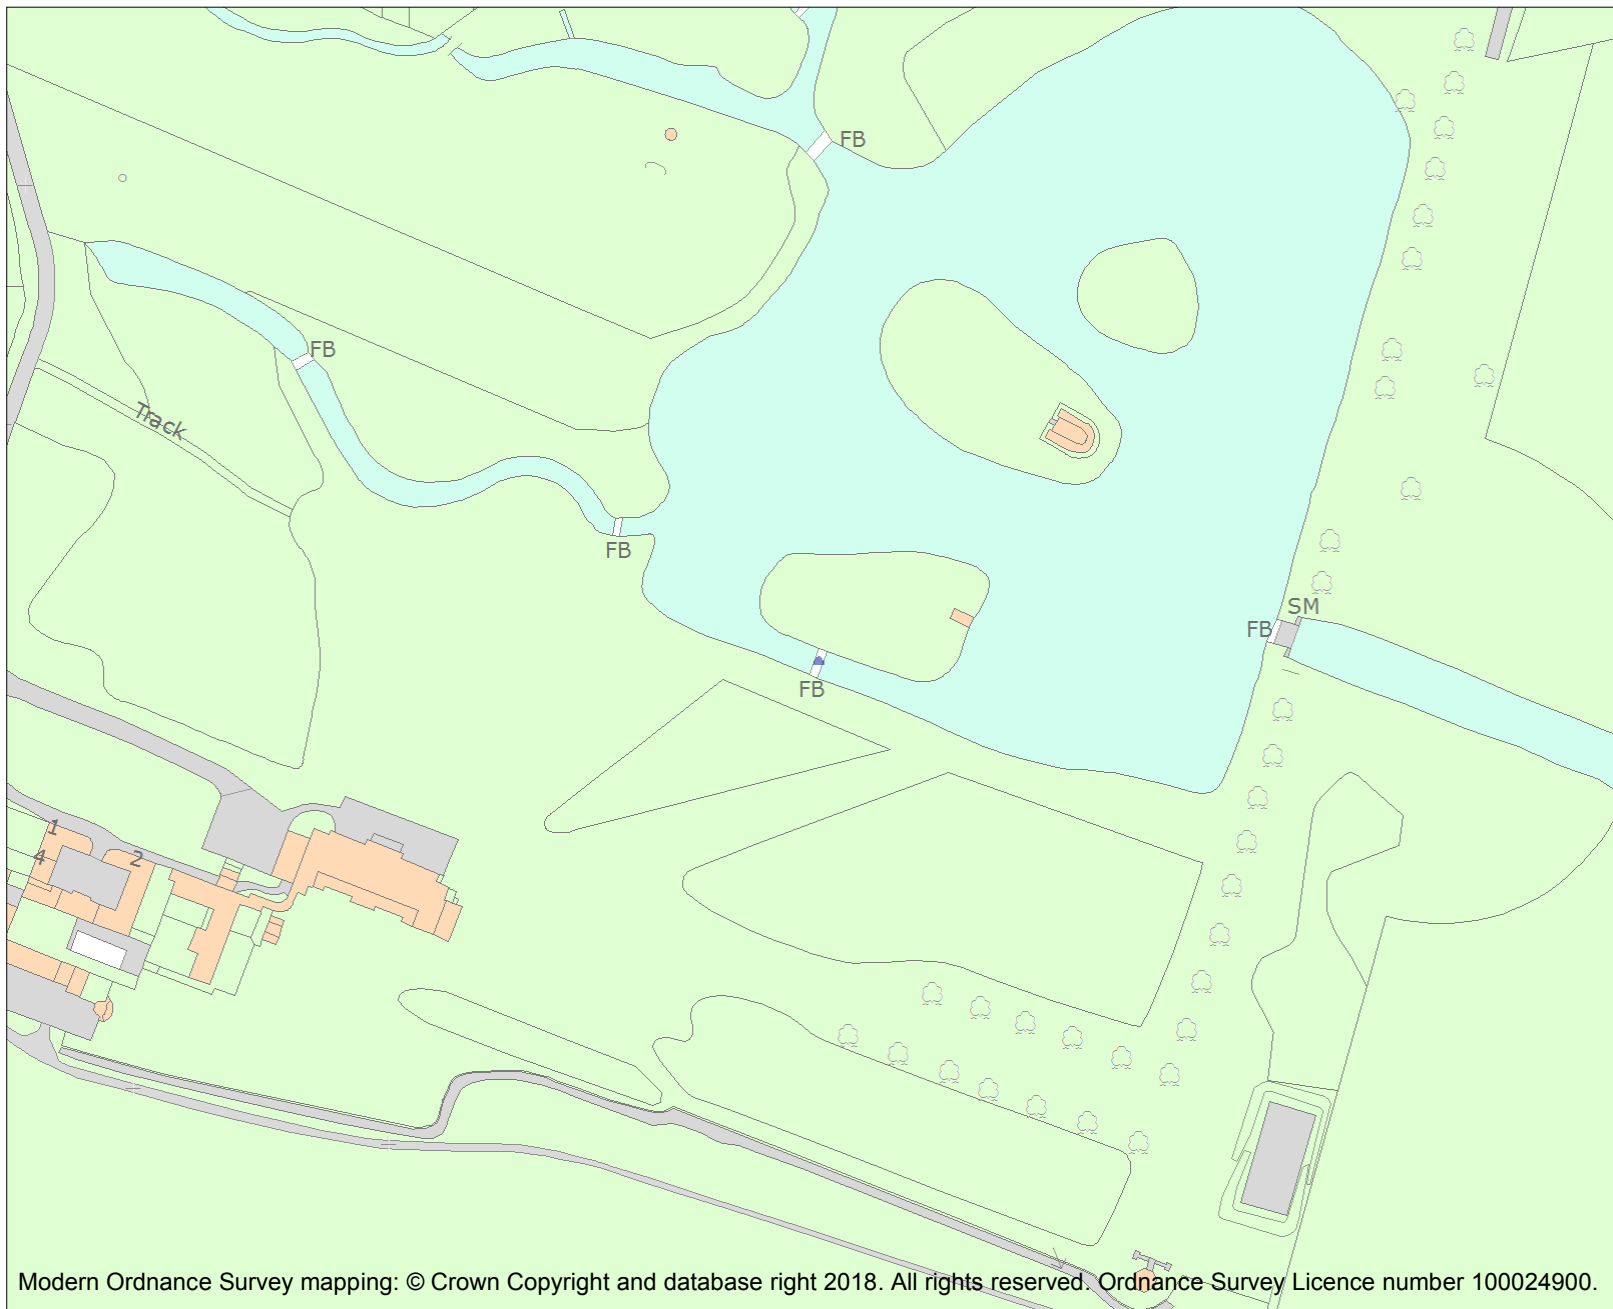 FB
FB
Track
FB
SM
FB
FB
1
4
2
Modern Ordnance Survey mapping: © Crown Copyright and database right 2018. All rights reserved. Ordnance Survey Licence number 100024900.